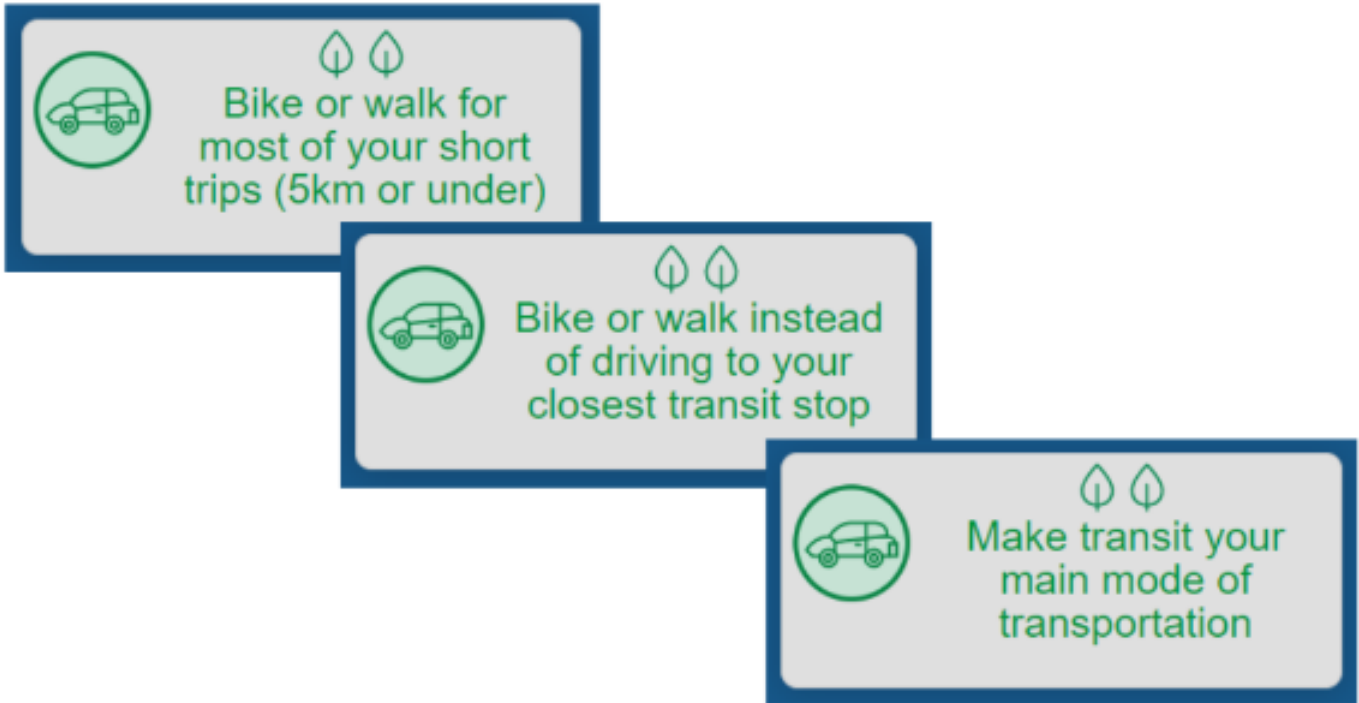 Bike or walk for
most of your short
trips (5km or under)
Bike or walk instead
of driving to your
closest transit stop
Make transit your
main mode of
transportation